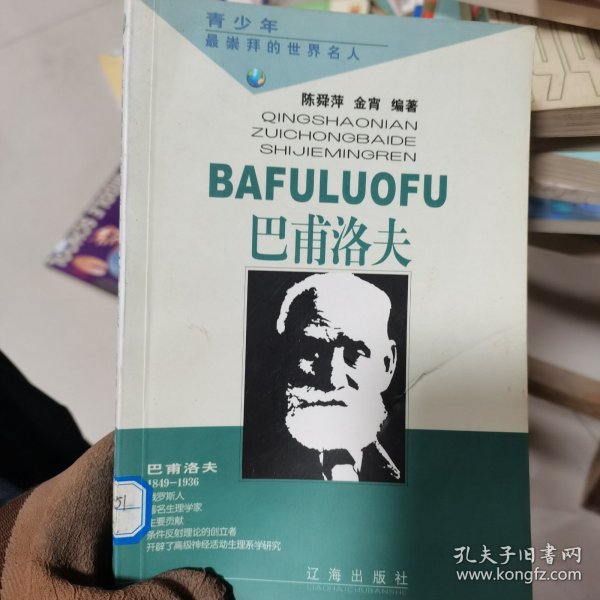 青少年
最崇拜的世界名人
陈舜萍 金宵 编著
QINGSHAONIAN
ZUICHONGBAIDE
SHIJIEMINGREN
BAFULUOFU
巴甫洛夫
巴甫洛夫
1849-1936
俄罗斯人
著名生理学家
主要贡献
条件反射理论的创立者
开辟了高级神经活动生理系学研究
51
辽海出版社
LIAOHAICHUBANSHE
孔夫子旧书网
www.kongfz.com